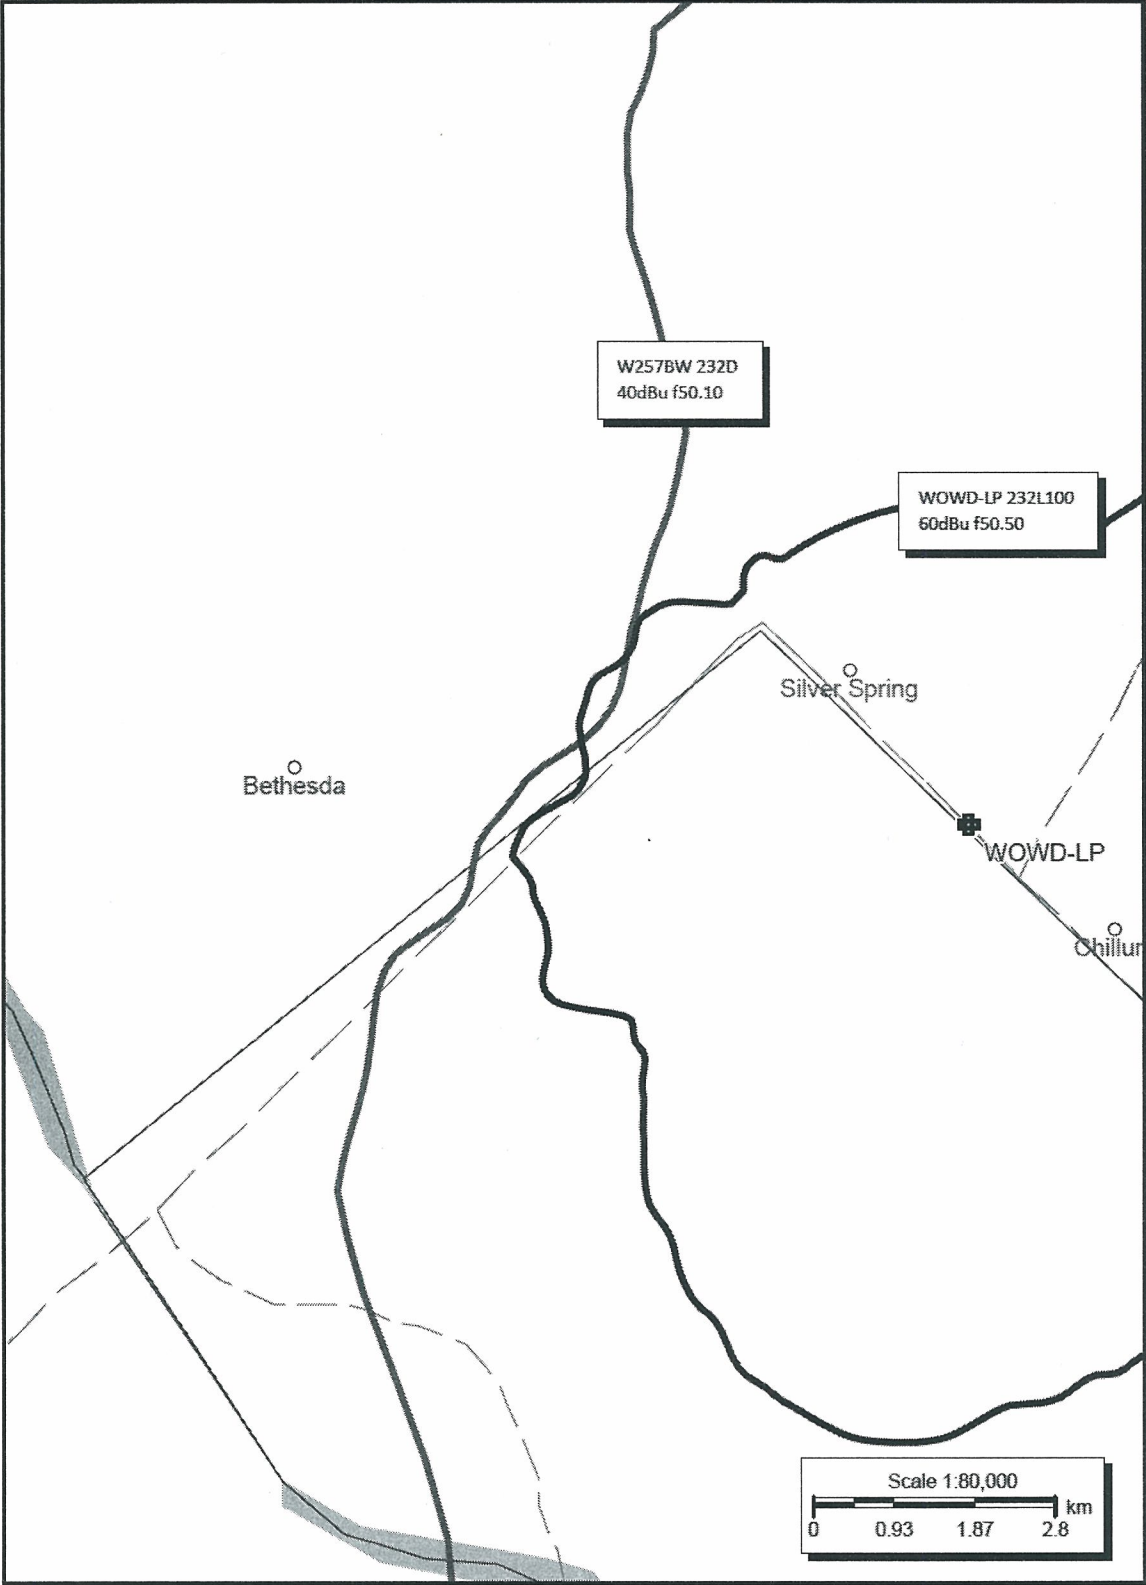 W257BW 232D
40dBu f50.10
WOWD-LP 232L100
60dBu f50.50
Silver Spring
Bethesda
WOWD-LP
Chillur
Scale 1:80,000
km
0 0.93 1.87 2.8